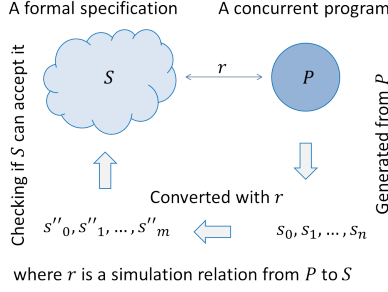 A formal specification
A concurrent program
S
r
P
Checking if S can accept it
Generated from P
Converted with r
s''₀, s''₁, ..., s''ₘ
s₀, s₁, ..., sₙ
where r is a simulation relation from P to S